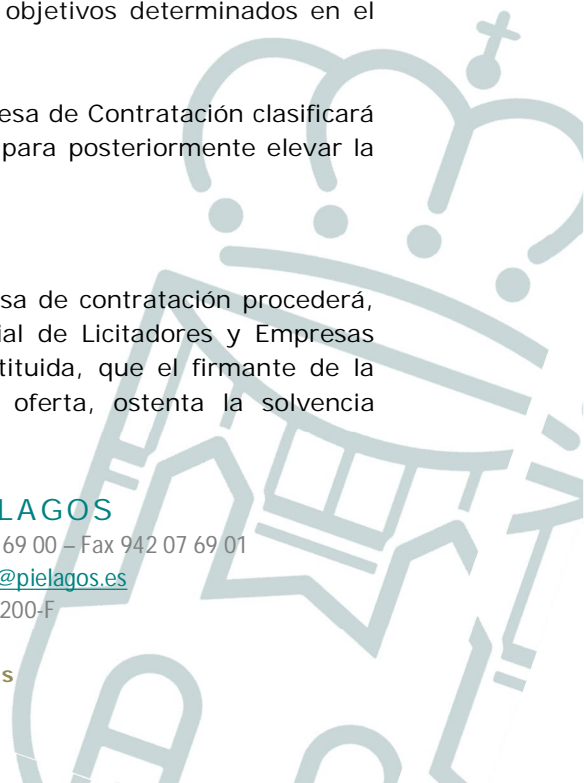 objetivos determinados en el
esa de Contratación clasificará
para posteriormente elevar la
sa de contratación procederá,
ial de Licitadores y Empresas
tituida, que el firmante de la
oferta, ostenta la solvencia
LAGOS
69 00 – Fax 942 07 69 01
@pielagos.es
200-F
s